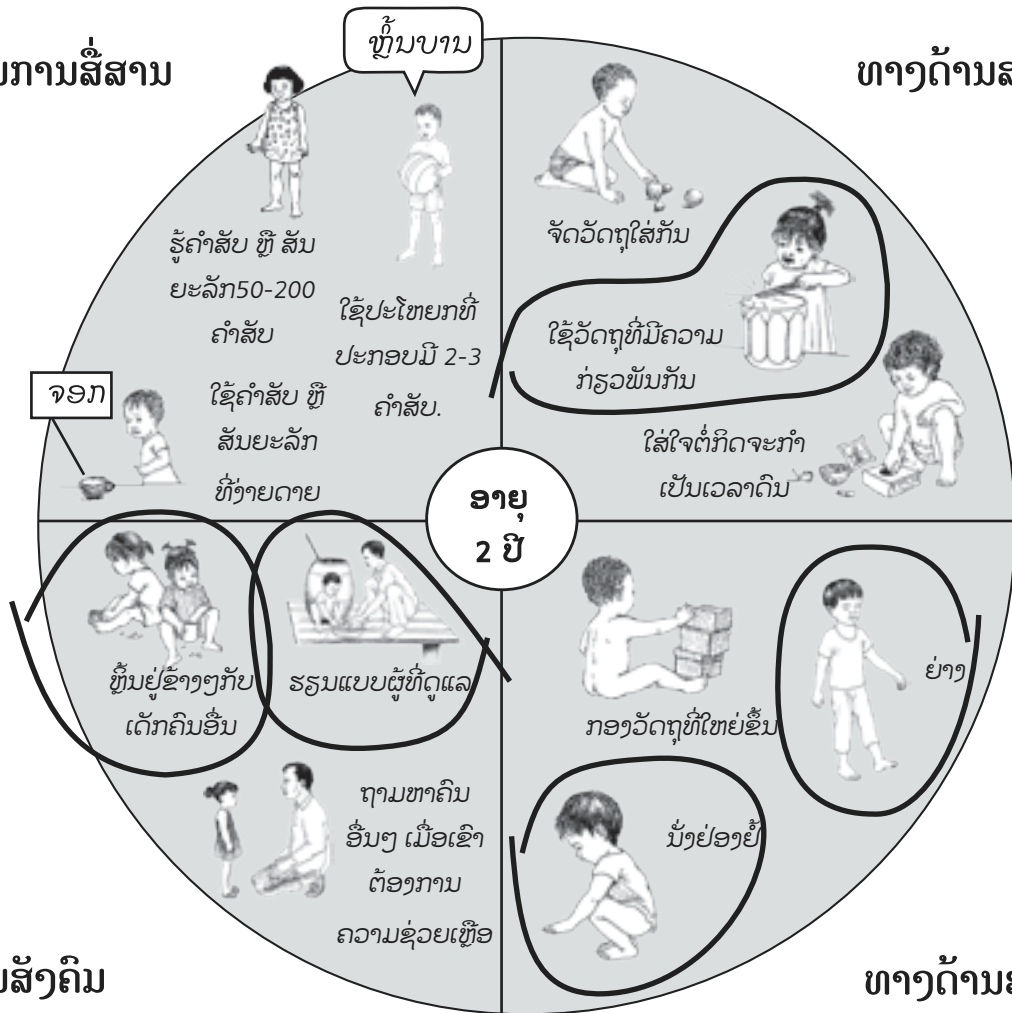 ການສື່ສານ
ຫຼິ້ນບານ
ທາງດ້ານ
ຮູ້ຄຳສັບ ຫຼື ສັນ
ຍະລັກ50-200
ຄຳສັບ
ໃຊ້ປະໂຫຍກທີ່
ປະກອບມີ 2-3
ຄຳສັບ.
ຈອກ
ໃຊ້ຄຳສັບ ຫຼື
ສັນຍະລັກ
ທີ່ງ່າຍດາຍ
ຈັດວັດຖຸໃສ່ກັນ
ໃຊ້ວັດຖຸທີ່ມີຄວາມ
ກ່ຽວພັນກັນ
ໃສ່ໃຈຕໍ່ກິດຈະກຳ
ເປັນເວລາດົນ
ອາຍຸ
2 ປີ
ຫຼິ້ນຢູ່ຂ້າງໆກັບ
ເດັກຄົນອື່ນ
ຮຽນແບບຜູ້ທີ່ດູແລ
ຖາມຫາຄົນ
ອື່ນໆ ເມື່ອເຂົາ
ຕ້ອງການ
ຄວາມຊ່ວຍເຫຼືອ
ກອງວັດຖຸທີ່ໃຫຍ່ຂຶ້ນ
ຍ່າງ
ນັ່ງຢ່ອງຢໍ້
ສັງຄົມ
ທາງດ້ານ